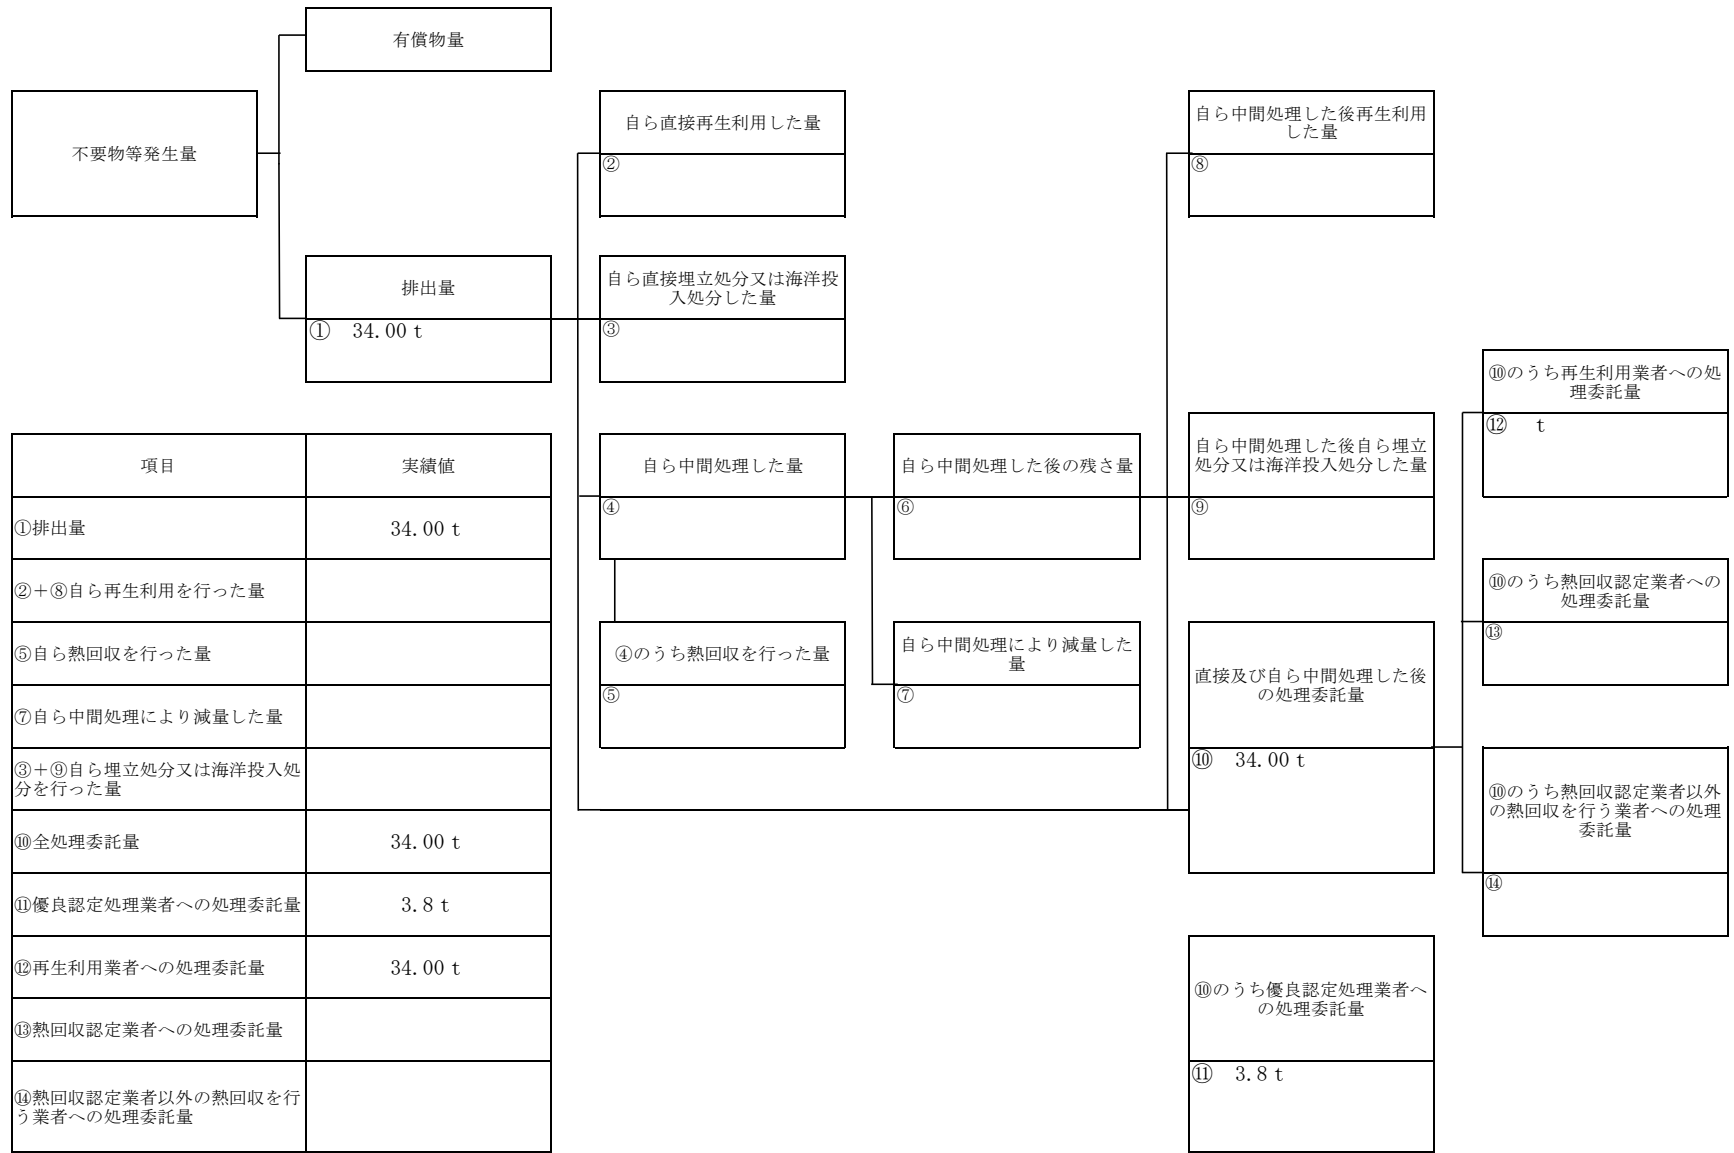 有償物量
不要物等発生量
自ら直接再生利用した量
②
自ら中間処理した後再生利用
した量
⑧
排出量
① 34.00 t
自ら直接埋立処分又は海洋投
入処分した量
③
⑩のうち再生利用業者への処
理委託量
⑫ t
自ら中間処理した量
④
自ら中間処理した後の残さ量
⑥
自ら中間処理した後自ら埋立
処分又は海洋投入処分した量
⑨
⑩のうち熱回収認定業者への
処理委託量
⑬
④のうち熱回収を行った量
⑤
自ら中間処理により減量した
量
⑦
直接及び自ら中間処理した後
の処理委託量
⑩ 34.00 t
⑩のうち熱回収認定業者以外
の熱回収を行う業者への処理
委託量
⑭
⑩のうち優良認定処理業者へ
の処理委託量
⑪ 3.8 t
項目 実績値
①排出量 34.00 t
②+⑧自ら再生利用を行った量
⑤自ら熱回収を行った量
⑦自ら中間処理により減量した量
③+⑨自ら埋立処分又は海洋投入処
分を行った量
⑩全処理委託量 34.00 t
⑪優良認定処理業者への処理委託量 3.8 t
⑫再生利用業者への処理委託量 34.00 t
⑬熱回収認定業者への処理委託量
⑭熱回収認定業者以外の熱回収を行
う業者への処理委託量